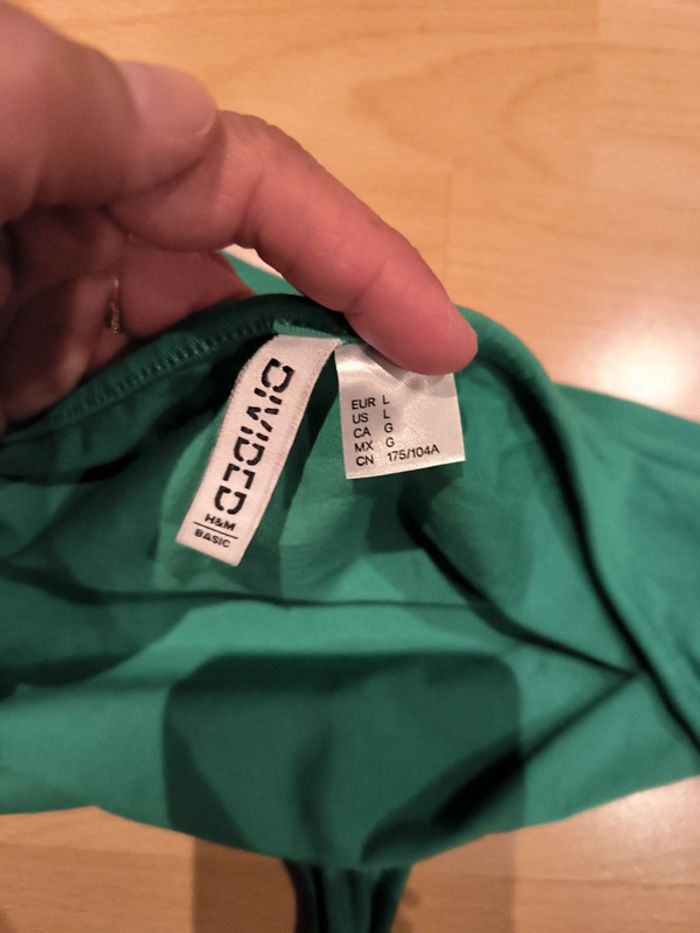 DIVIDED
H&M
BASIC
EUR L
US L
CA G
MX G
CN 175/104A